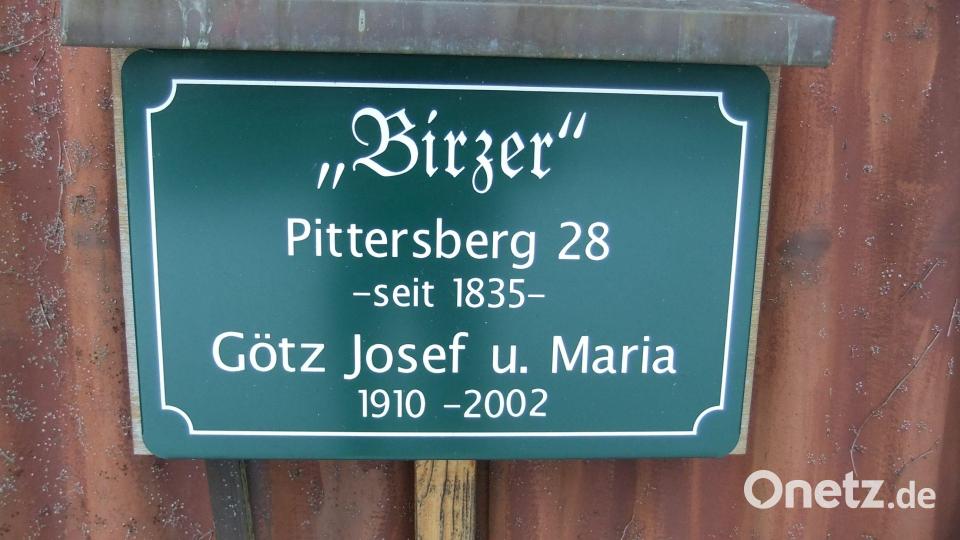 „Birzer“
Pittersberg 28
–seit 1835–
Götz Josef u. Maria
1910 –2002
Onetz.de